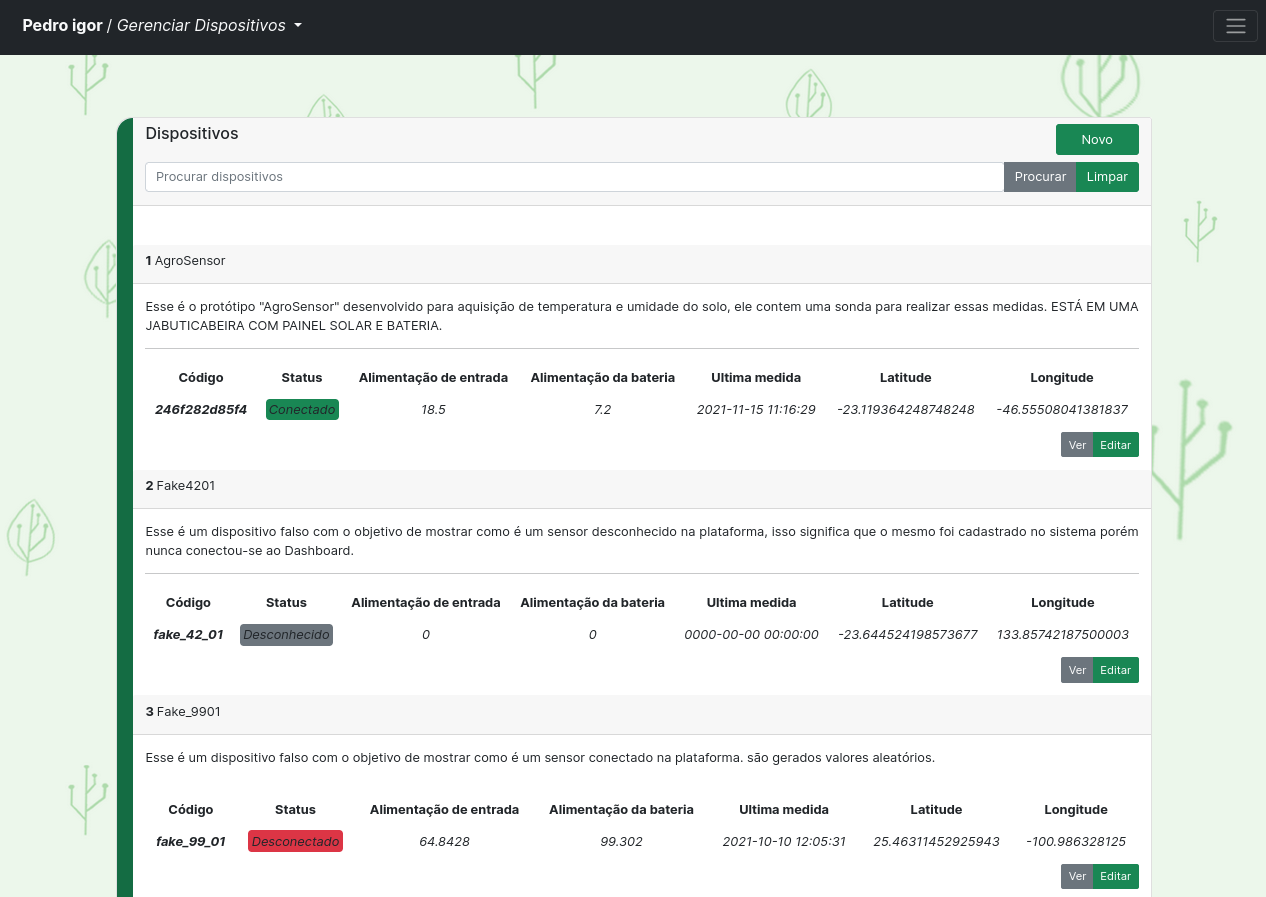 Pedro igor / Gerenciar Dispositivos
Dispositivos
Novo
Procurar dispositivos
Procurar
Limpar
1 AgroSensor
Esse é o protótipo "AgroSensor" desenvolvido para aquisição de temperatura e umidade do solo, ele contem uma sonda para realizar essas medidas. ESTÁ EM UMA
JABUTICABEIRA COM PAINEL SOLAR E BATERIA.
Código Status Alimentação de entrada Alimentação da bateria Ultima medida Latitude Longitude
246f282d85f4 Conectado 18.5 7.2 2021-11-15 11:16:29 -23.119364248748248 -46.55508041381837
Ver Editar
2 Fake4201
Esse é um dispositivo falso com o objetivo de mostrar como é um sensor desconhecido na plataforma, isso significa que o mesmo foi cadastrado no sistema porém
nunca conectou-se ao Dashboard.
Código Status Alimentação de entrada Alimentação da bateria Ultima medida Latitude Longitude
fake_42_01 Desconhecido 0 0 0000-00-00 00:00:00 -23.644524198573677 133.85742187500003
Ver Editar
3 Fake_9901
Esse é um dispositivo falso com o objetivo de mostrar como é um sensor conectado na plataforma. são gerados valores aleatórios.
Código Status Alimentação de entrada Alimentação da bateria Ultima medida Latitude Longitude
fake_99_01 Desconectado 64.8428 99.302 2021-10-10 12:05:31 25.46311452925943 -100.986328125
Ver Editar